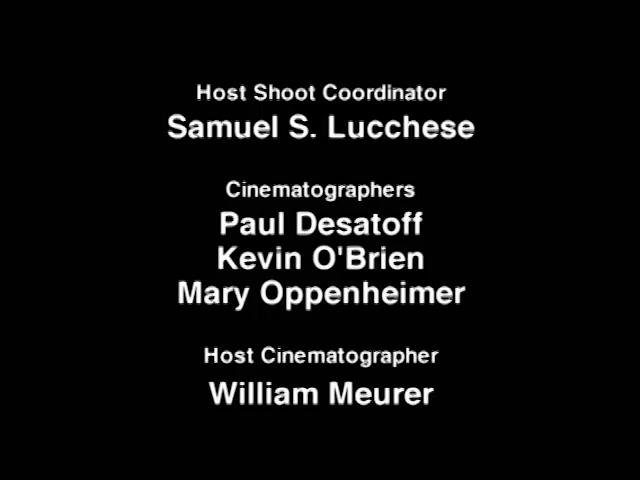 Host Shoot Coordinator
Samuel S. Lucchese
Cinematographers
Paul Desatoff
Kevin O'Brien
Mary Oppenheimer
Host Cinematographer
William Meurer